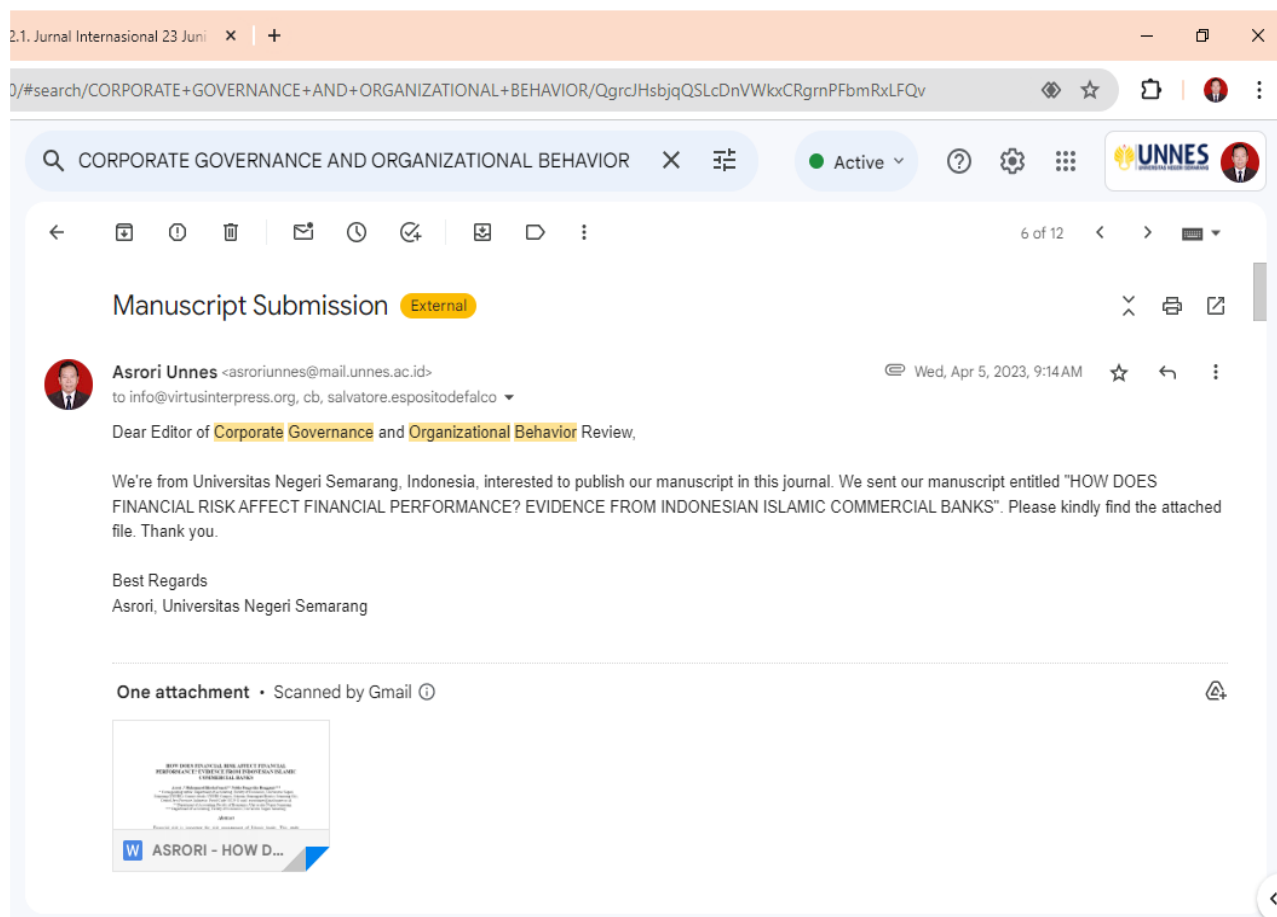 2.1. Jurnal Internasional 23 Juni
0/#search/CORPORATE+GOVERNANCE+AND+ORGANIZATIONAL+BEHAVIOR/QgrcJHsbjqQSLcDnVWkxCRgrnPFbmRxLFQv
CORPORATE GOVERNANCE AND ORGANIZATIONAL BEHAVIOR
Active
UNNES
UNIVERSITAS NEGERI SEMARANG
6 of 12
Manuscript Submission External
Asrori Unnes <asroriunnes@mail.unnes.ac.id>
Wed, Apr 5, 2023, 9:14 AM
to info@virtusinterpress.org, cb, salvatore.espositodefalco
Dear Editor of Corporate Governance and Organizational Behavior Review,
We're from Universitas Negeri Semarang, Indonesia, interested to publish our manuscript in this journal. We sent our manuscript entitled "HOW DOES
FINANCIAL RISK AFFECT FINANCIAL PERFORMANCE? EVIDENCE FROM INDONESIAN ISLAMIC COMMERCIAL BANKS". Please kindly find the attached
file. Thank you.
Best Regards
Asrori, Universitas Negeri Semarang
One attachment • Scanned by Gmail
HOW DOES FINANCIAL RISK AFFECT FINANCIAL
PERFORMANCE? EVIDENCE FROM INDONESIAN ISLAMIC
COMMERCIAL BANKS
Abstract
W ASRORI - HOW D...